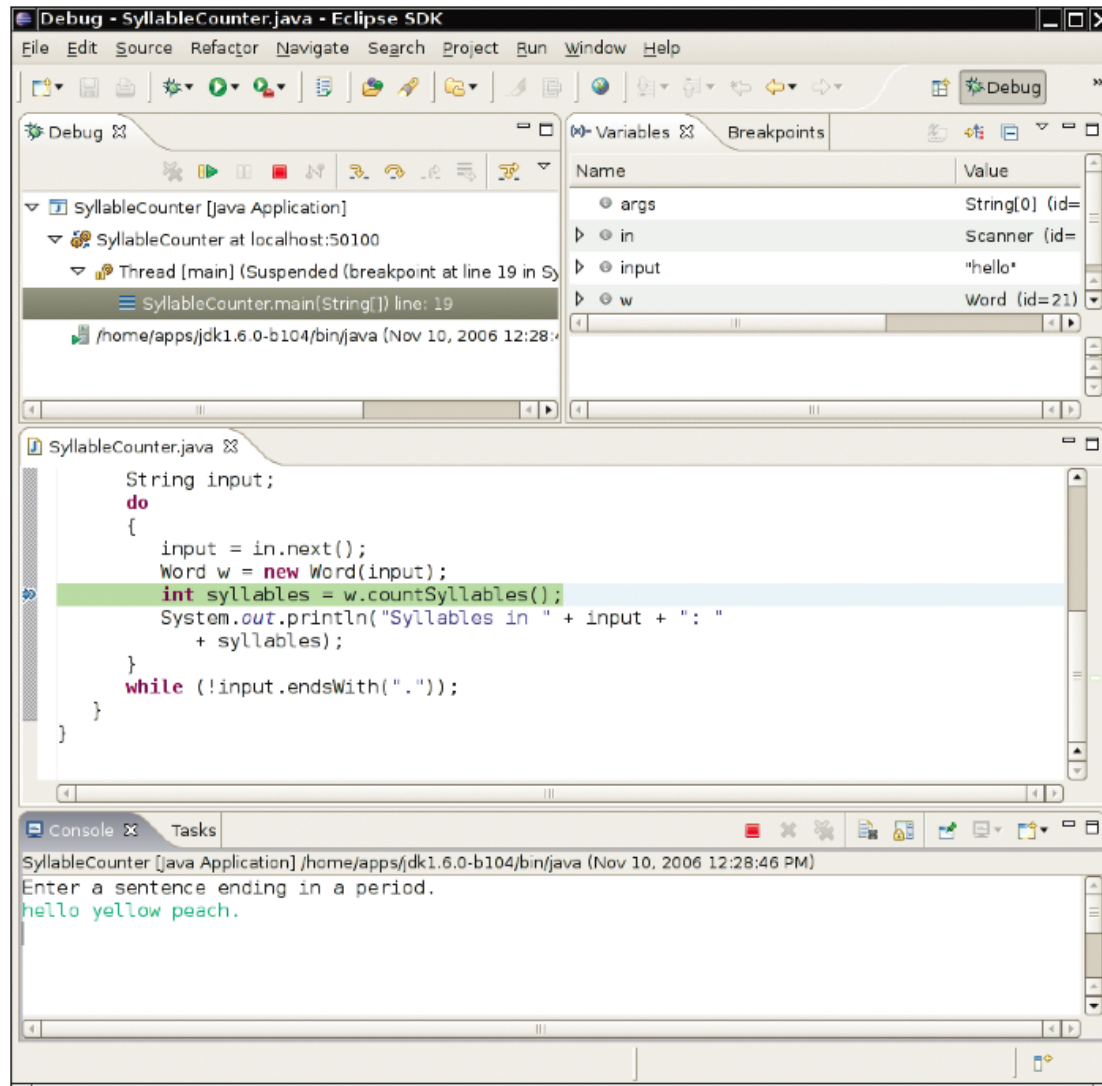 Debug - SyllableCounter.java - Eclipse SDK
File Edit Source Refactor Navigate Search Project Run Window Help
Debug
Debug
SyllableCounter [Java Application]
SyllableCounter at localhost:50100
Thread [main] (Suspended (breakpoint at line 19 in Sy
SyllableCounter.main(String[]) line: 19
/home/apps/jdk1.6.0-b104/bin/java (Nov 10, 2006 12:28:4
Variables Breakpoints
Name Value
args String[0] (id=
in Scanner (id=
input "hello"
w Word (id=21)
SyllableCounter.java
String input;
do
{
input = in.next();
Word w = new Word(input);
int syllables = w.countSyllables();
System.out.println("Syllables in " + input + ": "
+ syllables);
}
while (!input.endsWith("."));
}
}
Console Tasks
SyllableCounter [Java Application] /home/apps/jdk1.6.0-b104/bin/java (Nov 10, 2006 12:28:46 PM)
Enter a sentence ending in a period.
hello yellow peach.